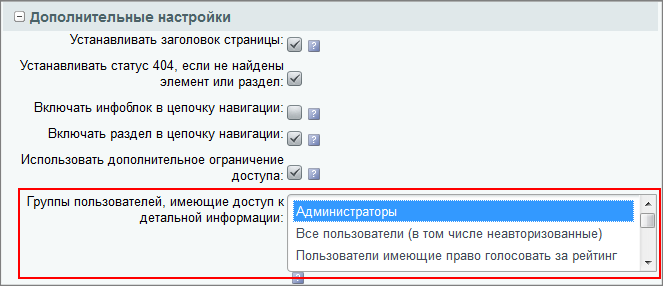 Дополнительные настройки
Устанавливать заголовок страницы: ?
Устанавливать статус 404, если не найдены
элемент или раздел:
Включать инфоблок в цепочку навигации: ?
Включать раздел в цепочку навигации: ?
Использовать дополнительное ограничение
доступа: ?
Группы пользователей, имеющие доступ к
детальной информации:
Администраторы
Все пользователи (в том числе неавторизованные)
Пользователи имеющие право голосовать за рейтинг
?